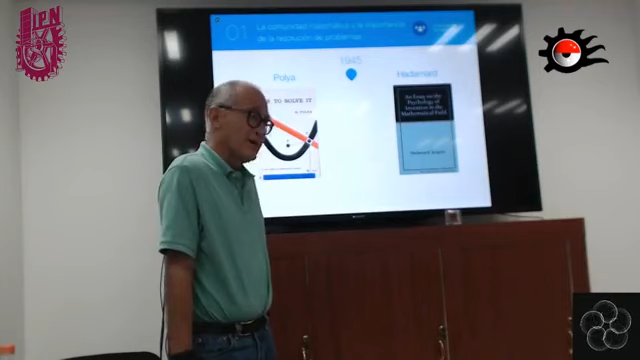 IPN
01 La comunidad matemática y la importancia
de la resolución de problemas
1945
Polya
Hadamard
TO SOLVE IT
An Essay on the
Psychology of
Invention in the
Mathematical Field